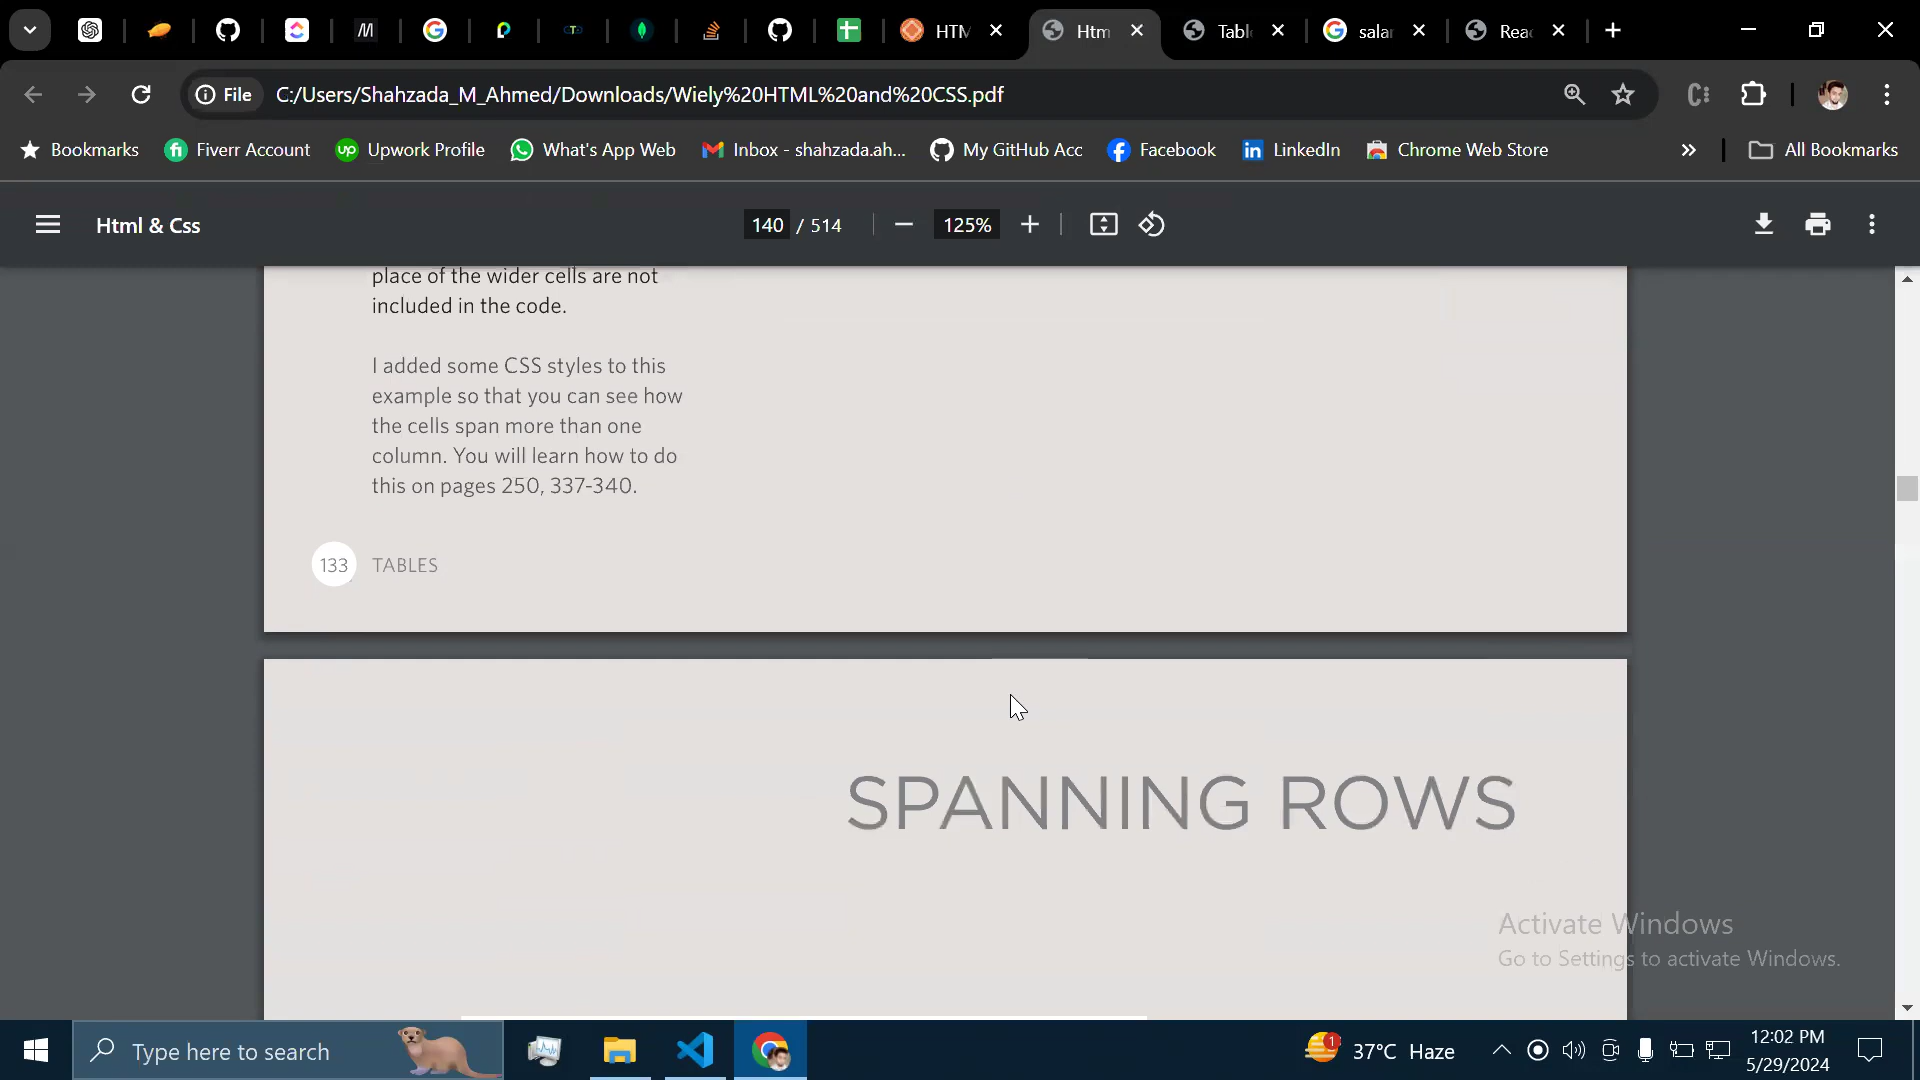 HTM
Htm
Tabl
salar
Reac
File
C:/Users/Shahzada_M_Ahmed/Downloads/Wiely%20HTML%20and%20CSS.pdf
Bookmarks
Fiverr Account
up
Upwork Profile
What's App Web
Inbox - shahzada.ah...
My GitHub Acc
Facebook
in
LinkedIn
Chrome Web Store
All Bookmarks
Html & Css
140 / 514
125%
place of the wider cells are not
included in the code.
I added some CSS styles to this
example so that you can see how
the cells span more than one
column. You will learn how to do
this on pages 250, 337-340.
133 TABLES
SPANNING ROWS
Activate Windows
Go to Settings to activate Windows.
Type here to search
1
37°C Haze
12:02 PM
5/29/2024